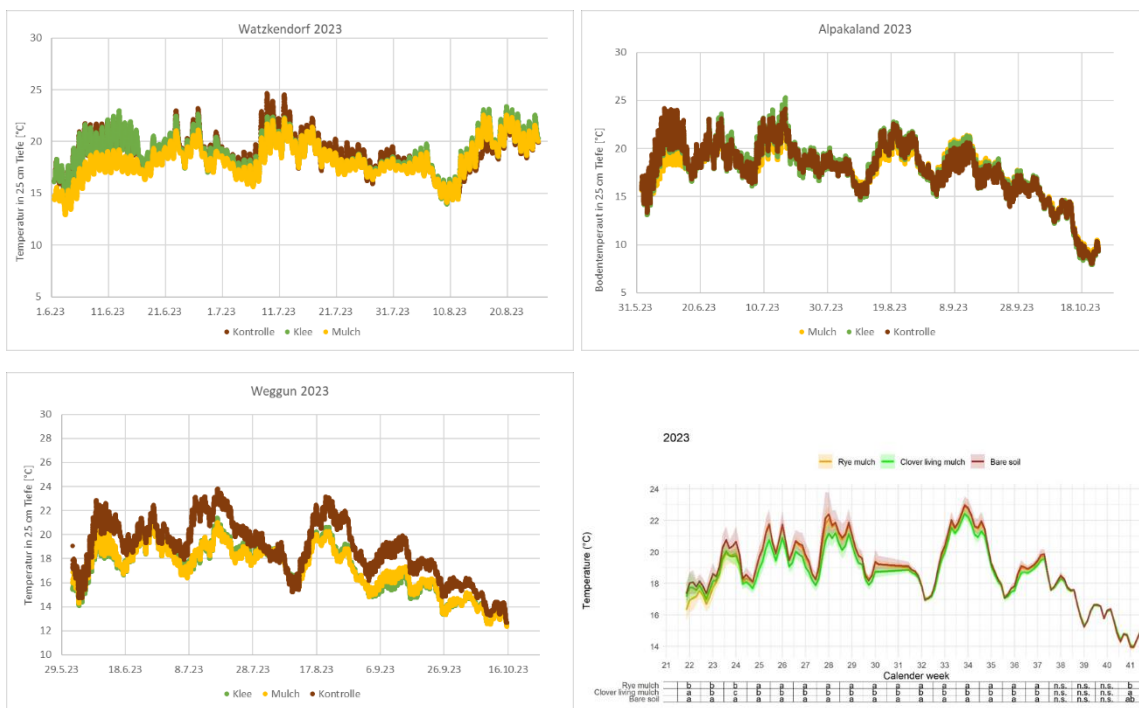 Watzkendorf 2023
Temperatur in 25 cm Tiefe [°C]
30
25
20
15
10
5
1.6.23 11.6.23 21.6.23 1.7.23 11.7.23 21.7.23 31.7.23 10.8.23 20.8.23
Kontrolle Klee Mulch
Alpakaland 2023
Bodentemperaut in 25 cm Tiefe [°C]
30
25
20
15
10
5
0
31.5.23 20.6.23 10.7.23 30.7.23 19.8.23 8.9.23 28.9.23 18.10.23
Mulch Klee Kontrolle
Weggun 2023
Temperatur in 25 cm Tiefe [°C]
30
28
26
24
22
20
18
16
14
12
10
29.5.23 18.6.23 8.7.23 28.7.23 17.8.23 6.9.23 26.9.23 16.10.23
Klee Mulch Kontrolle
2023
Rye mulch Clover living mulch Bare soil
Temperature (°C)
24
22
20
18
16
14
21 22 23 24 25 26 27 28 29 30 31 32 33 34 35 36 37 38 39 40 41
Calender week
Rye mulch b b b a a a a a a a a a a a a a n.s. n.s. n.s. b
Clover living mulch a b c b b b b b b b b b b b b b n.s. n.s. n.s. a
Bare soil a a a a a a a a a a a a a a a a n.s. n.s. n.s. ab